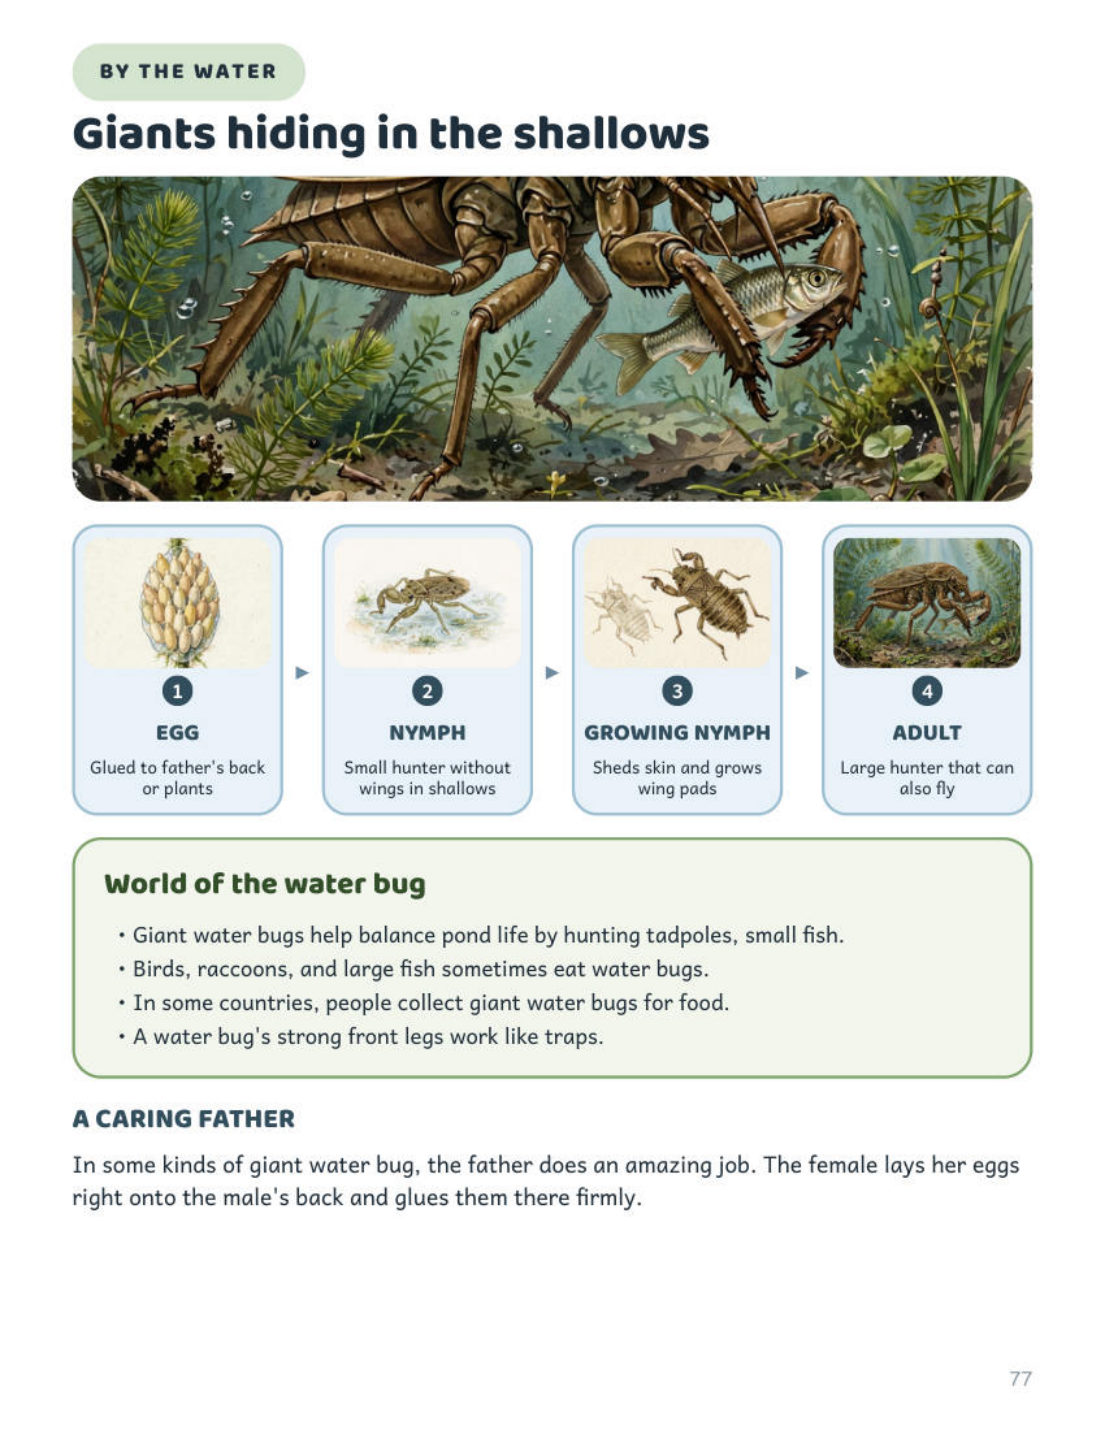 BY THE WATER
Giants hiding in the shallows
1
EGG
Glued to father's back
or plants
2
NYMPH
Small hunter without
wings in shallows
3
GROWING NYMPH
Sheds skin and grows
wing pads
4
ADULT
Large hunter that can
also fly
World of the water bug
• Giant water bugs help balance pond life by hunting tadpoles, small fish.
• Birds, raccoons, and large fish sometimes eat water bugs.
• In some countries, people collect giant water bugs for food.
• A water bug's strong front legs work like traps.
A CARING FATHER
In some kinds of giant water bug, the father does an amazing job. The female lays her eggs
right onto the male's back and glues them there firmly.
77